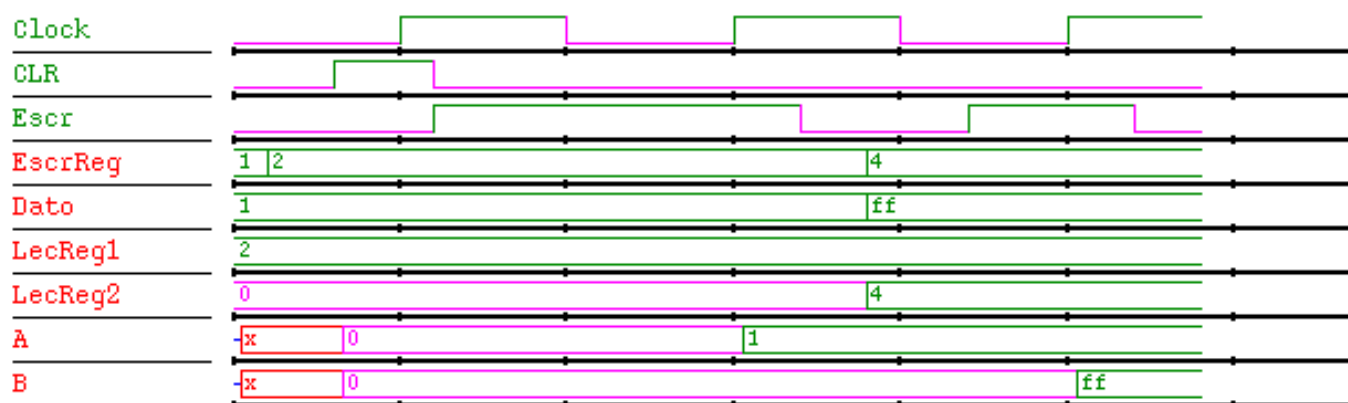 Clock
CLR
Escr
EscrReg 1 2 4
Dato 1 ff
LecReg1 2
LecReg2 0 4
A x 0 1
B x 0 ff